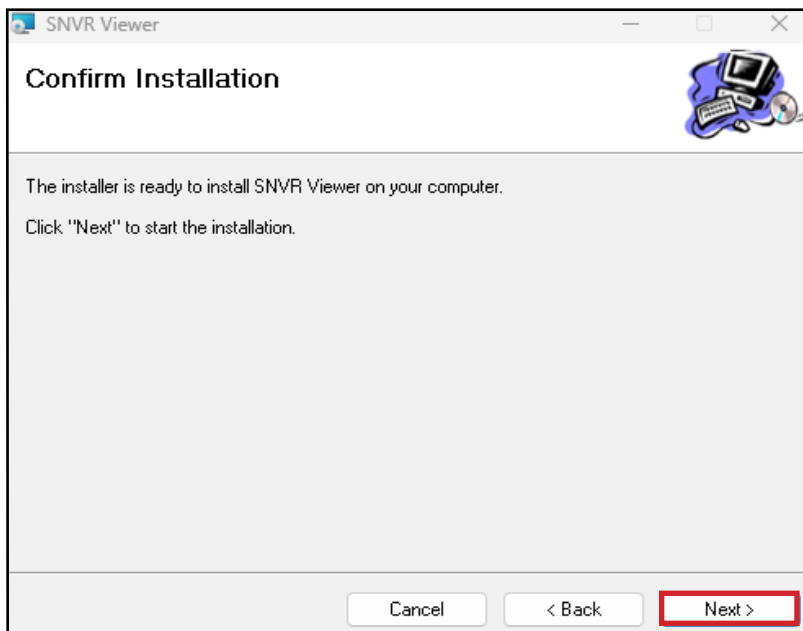 SNVR Viewer
Confirm Installation
The installer is ready to install SNVR Viewer on your computer.
Click "Next" to start the installation.
Cancel
< Back
Next >